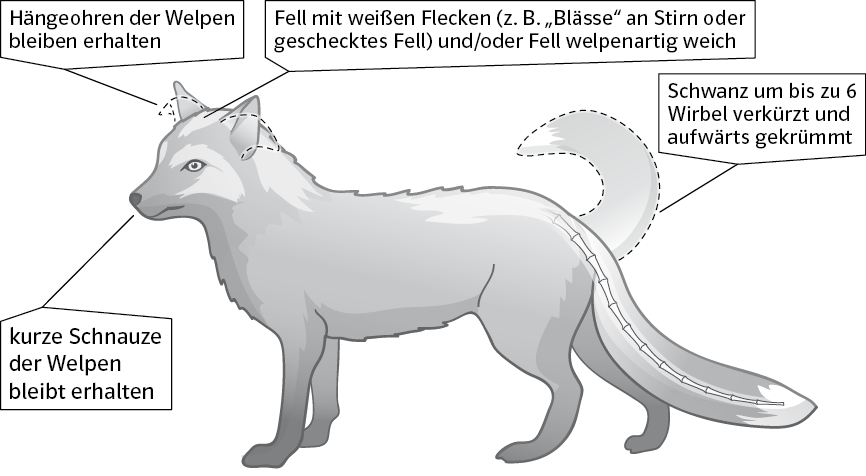 Hängeohren der Welpen
bleiben erhalten
Fell mit weißen Flecken (z. B. „Blässe“ an Stirn oder
geschecktes Fell) und/oder Fell welpenartig weich
Schwanz um bis zu 6
Wirbel verkürzt und
aufwärts gekrümmt
kurze Schnauze
der Welpen
bleibt erhalten